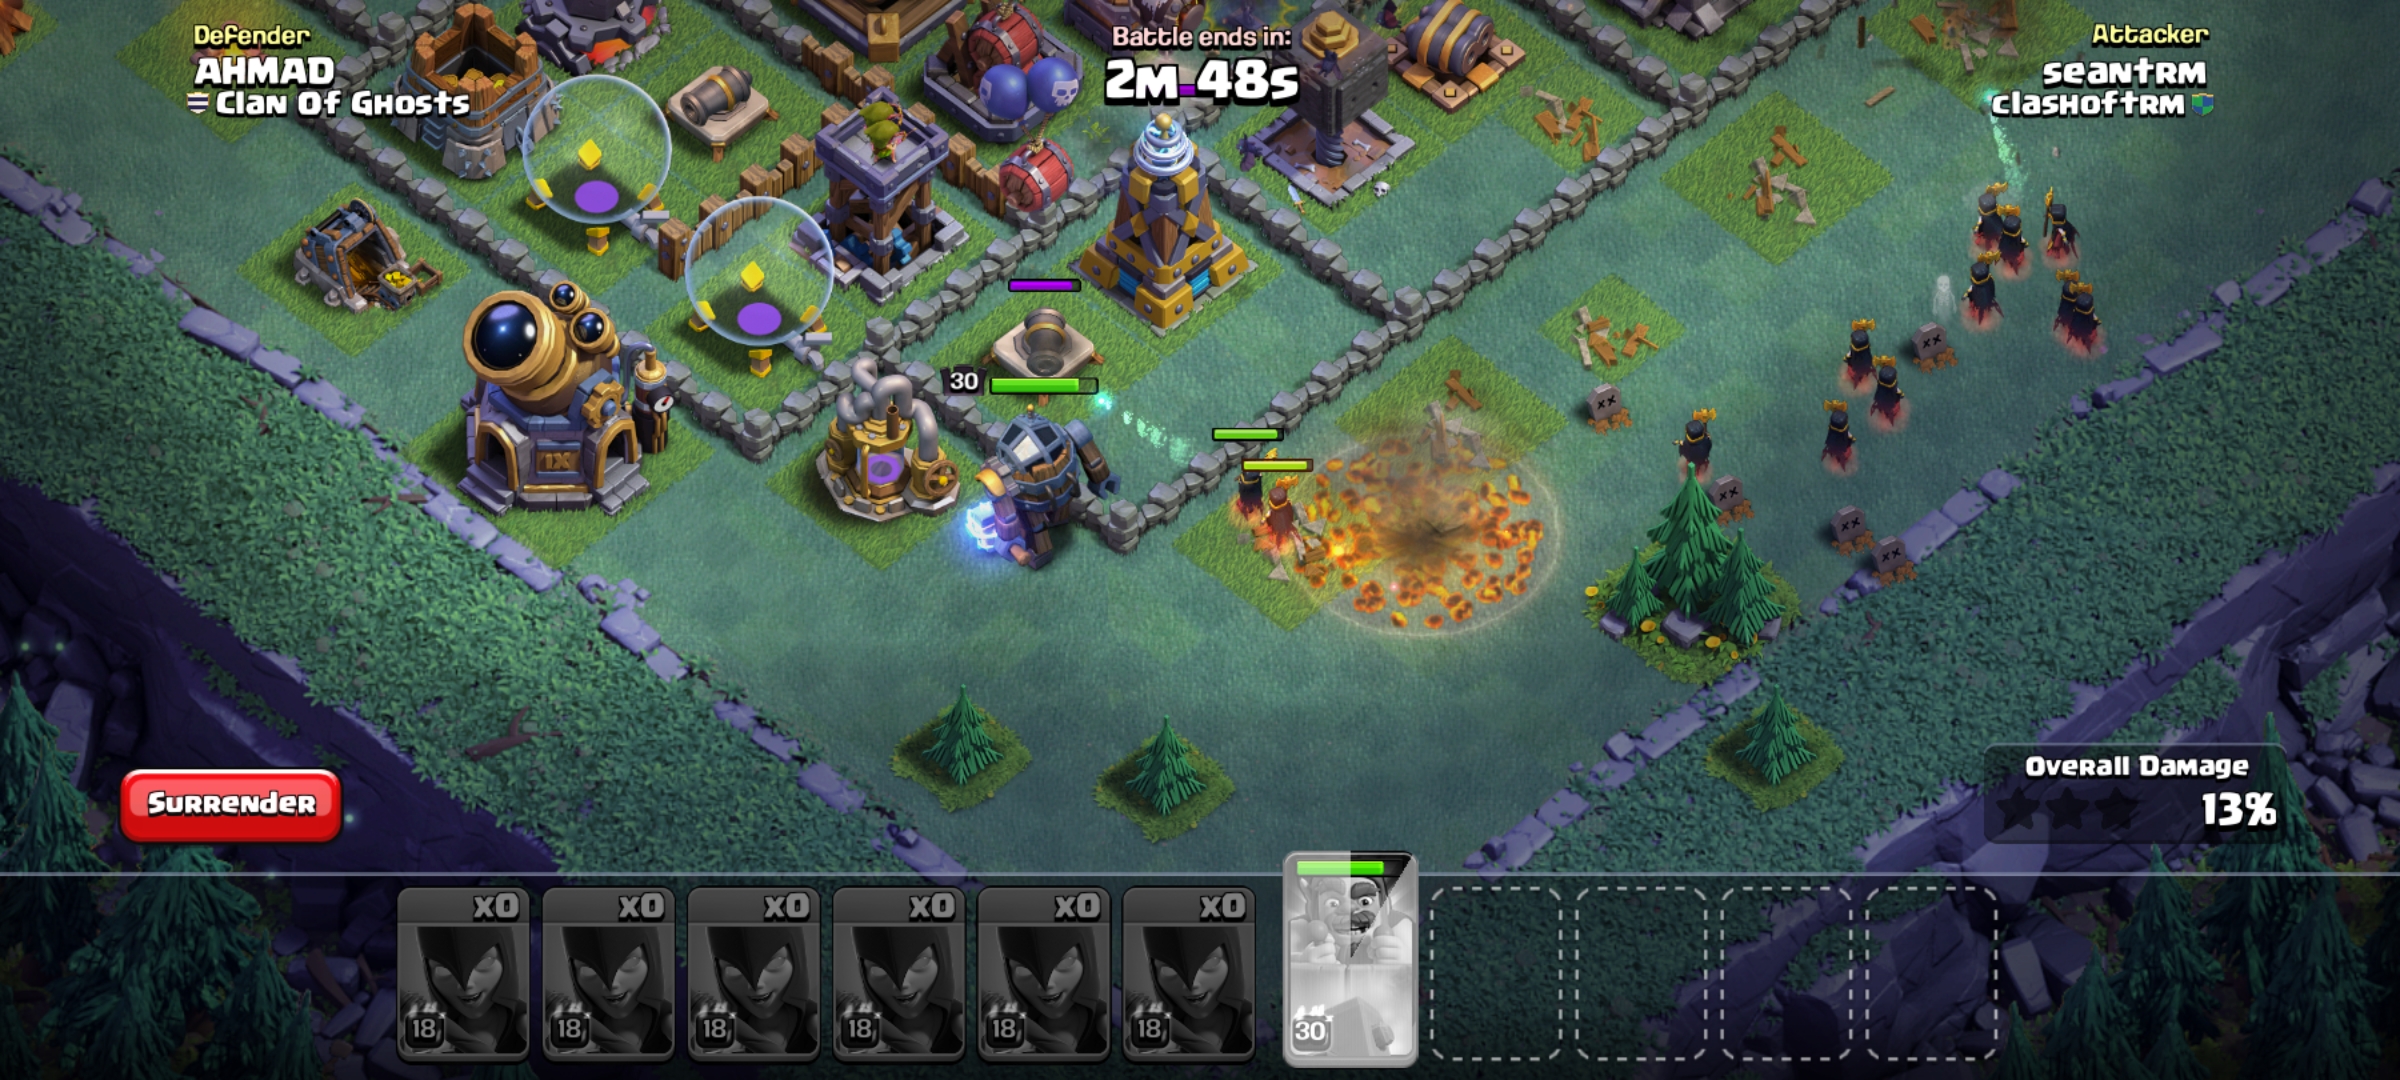 Defender
AHMAD
Clan Of Ghosts
Battle ends in:
2M 48s
Attacker
seantRM
clashoftRM
30
IX
Surrender
Overall Damage
13%
x0
x0
x0
x0
x0
x0
18
18
18
18
18
18
30